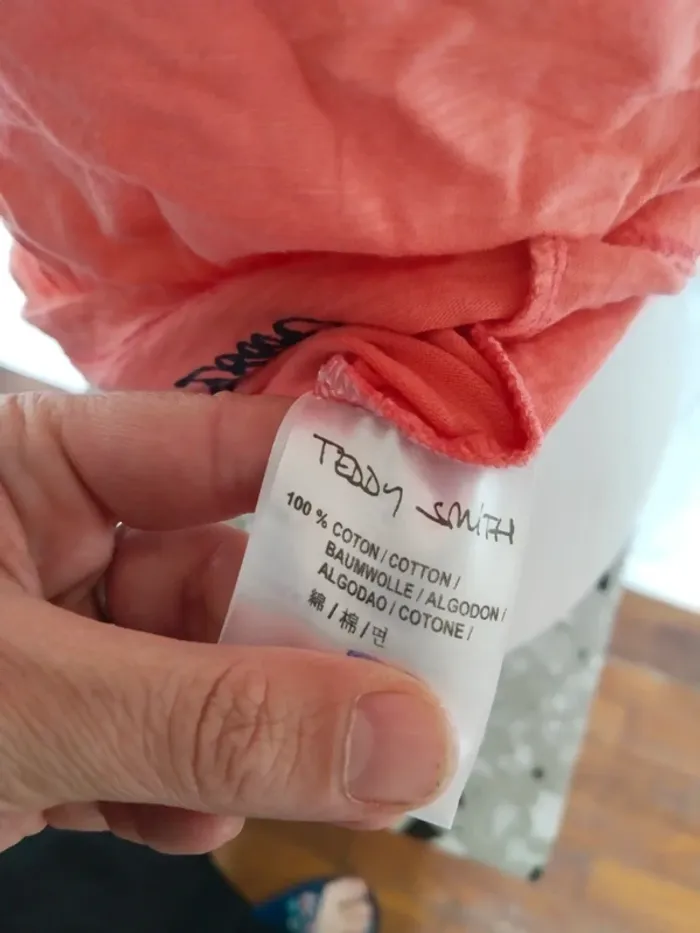 TEDDY SMITH
100 % COTON / COTTON /
BAUMWOLLE / ALGODON /
ALGODAO / COTONE /
綿 / 棉 / 면